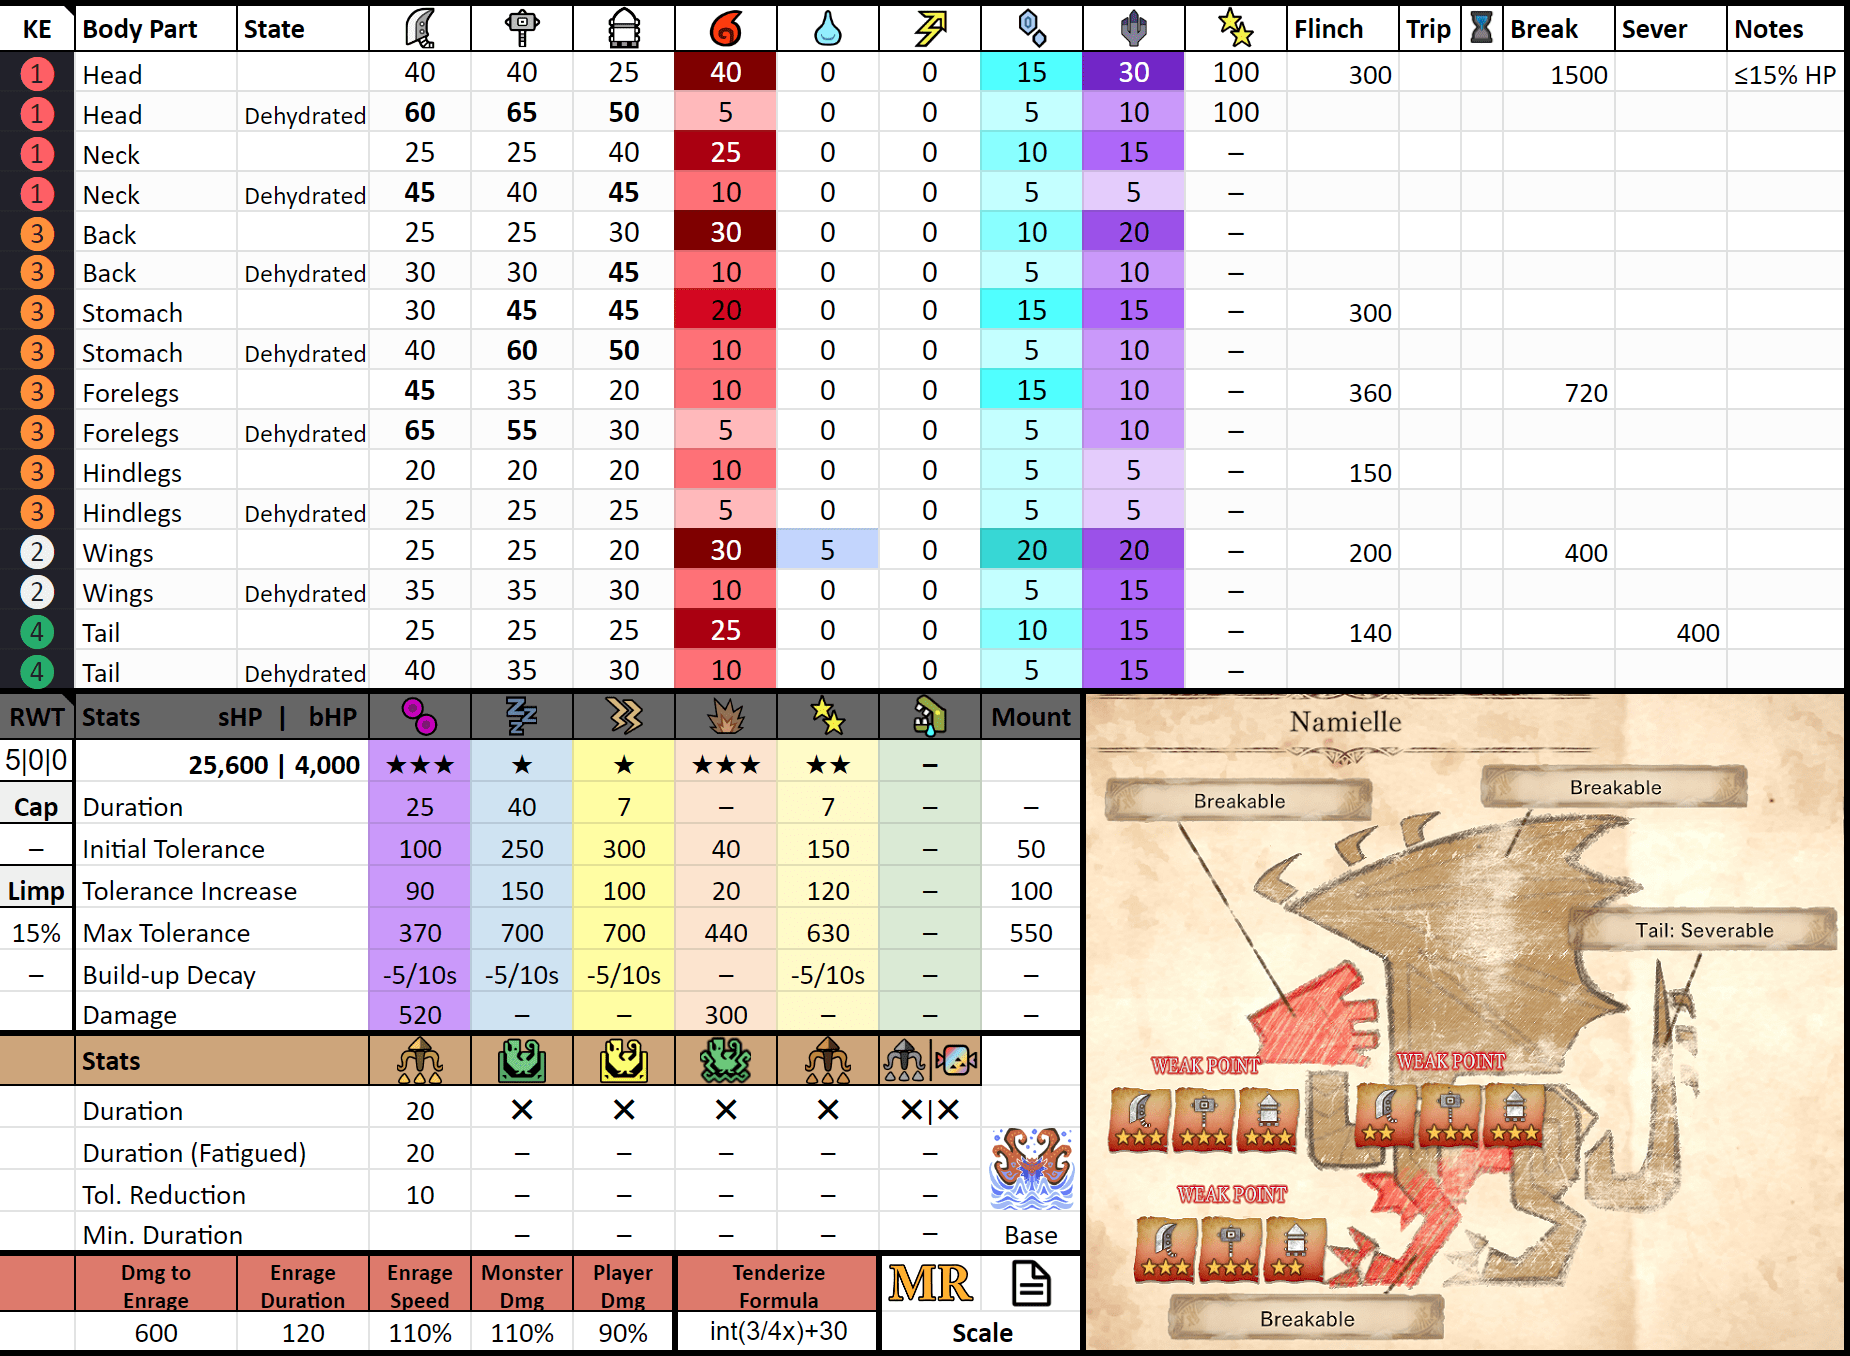 KE Body Part State Flinch Trip Break Sever Notes
1 Head 40 40 25 40 0 0 15 30 100 300 1500 ≤15% HP
1 Head Dehydrated 60 65 50 5 0 0 5 10 100
1 Neck 25 25 40 25 0 0 10 15 –
1 Neck Dehydrated 45 40 45 10 0 0 5 5 –
3 Back 25 25 30 30 0 0 10 20 –
3 Back Dehydrated 30 30 45 10 0 0 5 10 –
3 Stomach 30 45 45 20 0 0 15 15 – 300
3 Stomach Dehydrated 40 60 50 10 0 0 5 10 –
3 Forelegs 45 35 20 10 0 0 15 10 – 360 720
3 Forelegs Dehydrated 65 55 30 5 0 0 5 10 –
3 Hindlegs 20 20 20 10 0 0 5 5 – 150
3 Hindlegs Dehydrated 25 25 25 5 0 0 5 5 –
2 Wings 25 25 20 30 5 0 20 20 – 200 400
2 Wings Dehydrated 35 35 30 10 0 0 5 15 –
4 Tail 25 25 25 25 0 0 10 15 – 140 400
4 Tail Dehydrated 40 35 30 10 0 0 5 15 –
RWT Stats sHP | bHP Mount
5|0|0 25,600 | 4,000 ★★★ ★ ★ ★★★ ★★ –
Cap Duration 25 40 7 – 7 – –
– Initial Tolerance 100 250 300 40 150 – 50
Limp Tolerance Increase 90 150 100 20 120 – 100
15% Max Tolerance 370 700 700 440 630 – 550
– Build-up Decay -5/10s -5/10s -5/10s – -5/10s – –
Damage 520 – – 300 – – –
Stats |
Duration 20 ✕ ✕ ✕ ✕ ✕|✕
Duration (Fatigued) 20 – – – – –
Tol. Reduction 10 – – – – –
Min. Duration – – – – – Base
Dmg to Enrage Enrage Duration Enrage Speed Monster Dmg Player Dmg Tenderize Formula MR
600 120 110% 110% 90% int(3/4x)+30 Scale
Namielle
Breakable
Breakable
Tail: Severable
WEAK POINT
WEAK POINT
WEAK POINT
Breakable